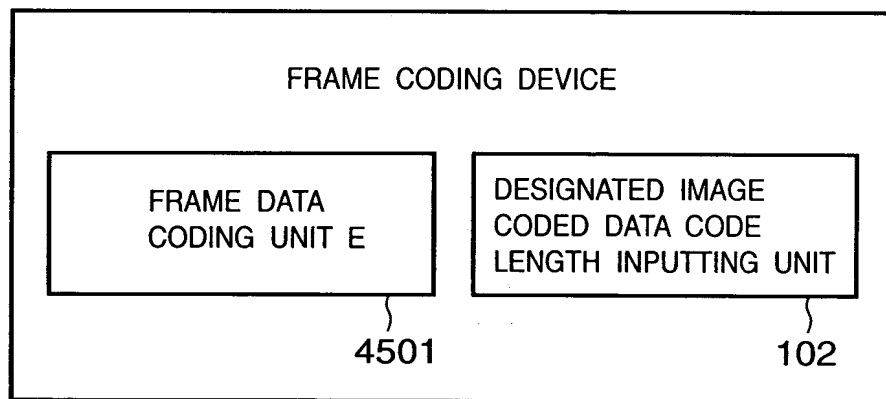 FRAME CODING DEVICE
FRAME DATA
CODING UNIT E
4501
DESIGNATED IMAGE
CODED DATA CODE
LENGTH INPUTTING UNIT
102